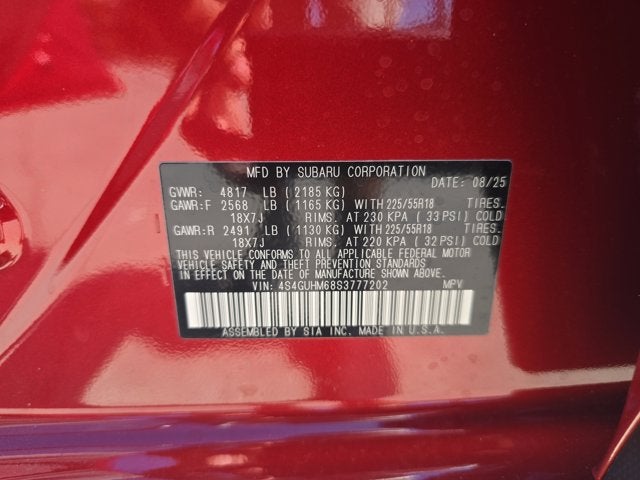 MFD BY SUBARU CORPORATION
DATE: 08/25
GVWR: 4817 LB (2185 KG)
GAWR:F 2568 LB (1165 KG) WITH 225/55R18 TIRES.
18X7J RIMS. AT 230 KPA (33 PSI) COLD
GAWR:R 2491 LB (1130 KG) WITH 225/55R18 TIRES.
18X7J RIMS. AT 220 KPA (32 PSI) COLD
THIS VEHICLE CONFORMS TO ALL APPLICABLE FEDERAL MOTOR
VEHICLE SAFETY AND THEFT PREVENTION STANDARDS
IN EFFECT ON THE DATE OF MANUFACTURE SHOWN ABOVE.
VIN: 4S4GUHM68S3777202 MPV
ASSEMBLED BY SIA INC. MADE IN U.S.A.